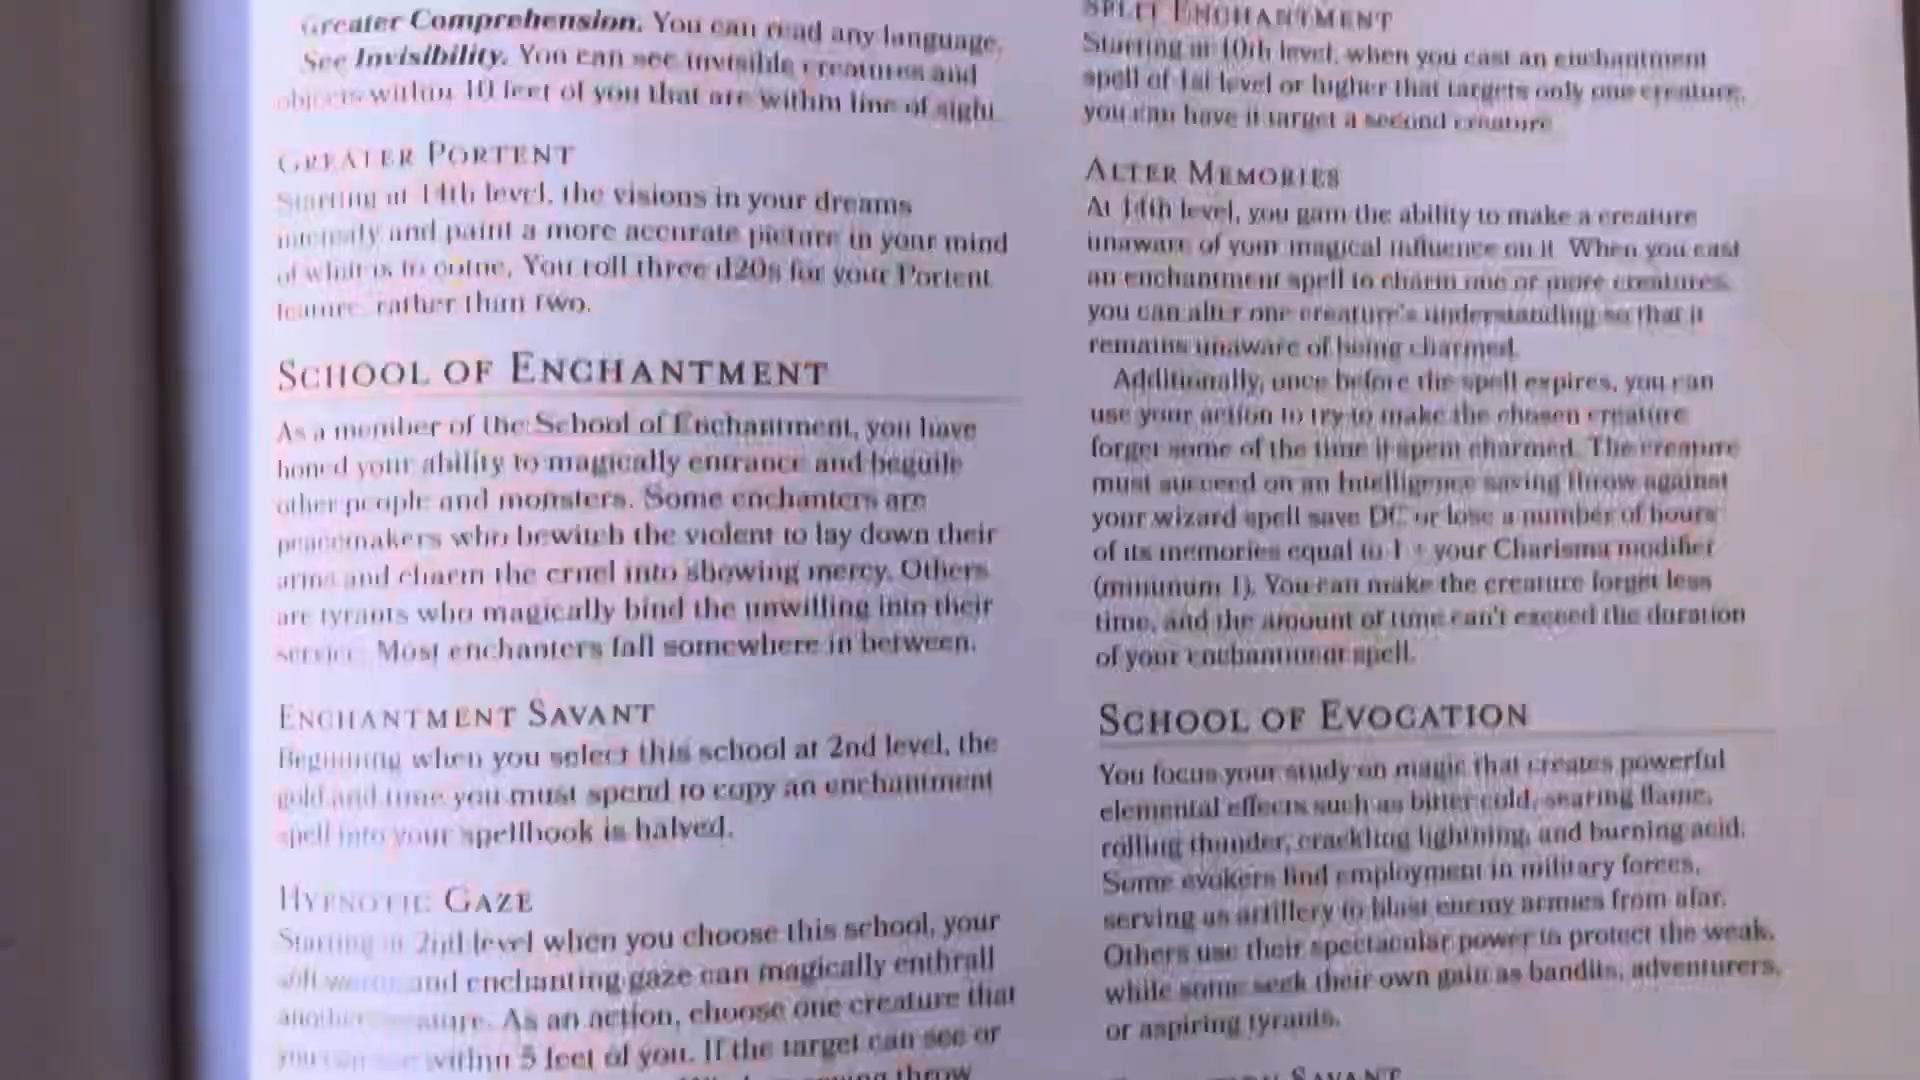 Greater Comprehension. You can read any language.
See Invisibility. You can see invisible creatures and
objects within 10 feet of you that are within line of sight.
GREATER PORTENT
Starting at 14th level, the visions in your dreams
intensify and paint a more accurate picture in your mind
of what is to come. You roll three d20s for your Portent
feature, rather than two.
SCHOOL OF ENCHANTMENT
As a member of the School of Enchantment, you have
honed your ability to magically entrance and beguile
other people and monsters. Some enchanters are
peacemakers who bewitch the violent to lay down their
arms and charm the cruel into showing mercy. Others
are tyrants who magically bind the unwilling into their
service. Most enchanters fall somewhere in between.
ENCHANTMENT SAVANT
Beginning when you select this school at 2nd level, the
gold and time you must spend to copy an enchantment
spell into your spellbook is halved.
HYPNOTIC GAZE
Starting at 2nd level when you choose this school, your
soft words and enchanting gaze can magically enthrall
another creature. As an action, choose one creature that
you can see within 5 feet of you. If the target can see or
throw
SPLIT ENCHANTMENT
Starting at 10th level, when you cast an enchantment
spell of 1st level or higher that targets only one creature,
you can have it target a second creature.
ALTER MEMORIES
At 14th level, you gain the ability to make a creature
unaware of your magical influence on it. When you cast
an enchantment spell to charm one or more creatures,
you can alter one creature's understanding so that it
remains unaware of being charmed.
Additionally, once before the spell expires, you can
use your action to try to make the chosen creature
forget some of the time it spent charmed. The creature
must succeed on an Intelligence saving throw against
your wizard spell save DC or lose a number of hours
of its memories equal to 1 + your Charisma modifier
(minimum 1). You can make the creature forget less
time, and the amount of time can't exceed the duration
of your enchantment spell.
SCHOOL OF EVOCATION
You focus your study on magic that creates powerful
elemental effects such as bitter cold, searing flame,
rolling thunder, crackling lightning, and burning acid.
Some evokers find employment in military forces,
serving as artillery to blast enemy armies from afar.
Others use their spectacular power to protect the weak,
while some seek their own gain as bandits, adventurers,
or aspiring tyrants.
SAVANT